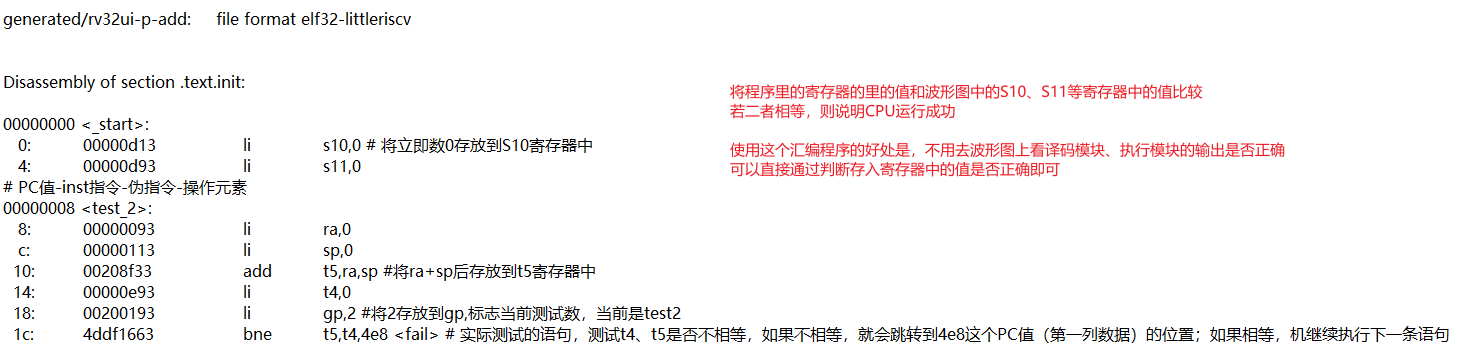 generated/rv32ui-p-add:     file format elf32-littleriscv
Disassembly of section .text.init:
将程序里的寄存器的里的值和波形图中的S10、S11等寄存器中的值比较
若二者相等，则说明CPU运行成功
00000000 <_start>:
0:    00000d13    li    s10,0 # 将立即数0存放到S10寄存器中
使用这个汇编程序的好处是，不用去波形图上看译码模块、执行模块的输出是否正确
4:    00000d93    li    s11,0
可以直接通过判断存入寄存器中的值是否正确即可
# PC值-inst指令-伪指令-操作元素
00000008 <test_2>:
8:    00000093    li    ra,0
c:    00000113    li    sp,0
10:    00208f33    add    t5,ra,sp #将ra+sp后存放到t5寄存器中
14:    00000e93    li    t4,0
18:    00200193    li    gp,2 #将2存放到gp,标志当前测试数，当前是test2
1c:    4ddf1663    bne    t5,t4,4e8 <fail> # 实际测试的语句，测试t4、t5是否不相等，如果不相等，就会跳转到4e8这个PC值（第一列数据）的位置；如果相等，机继续执行下一条语句